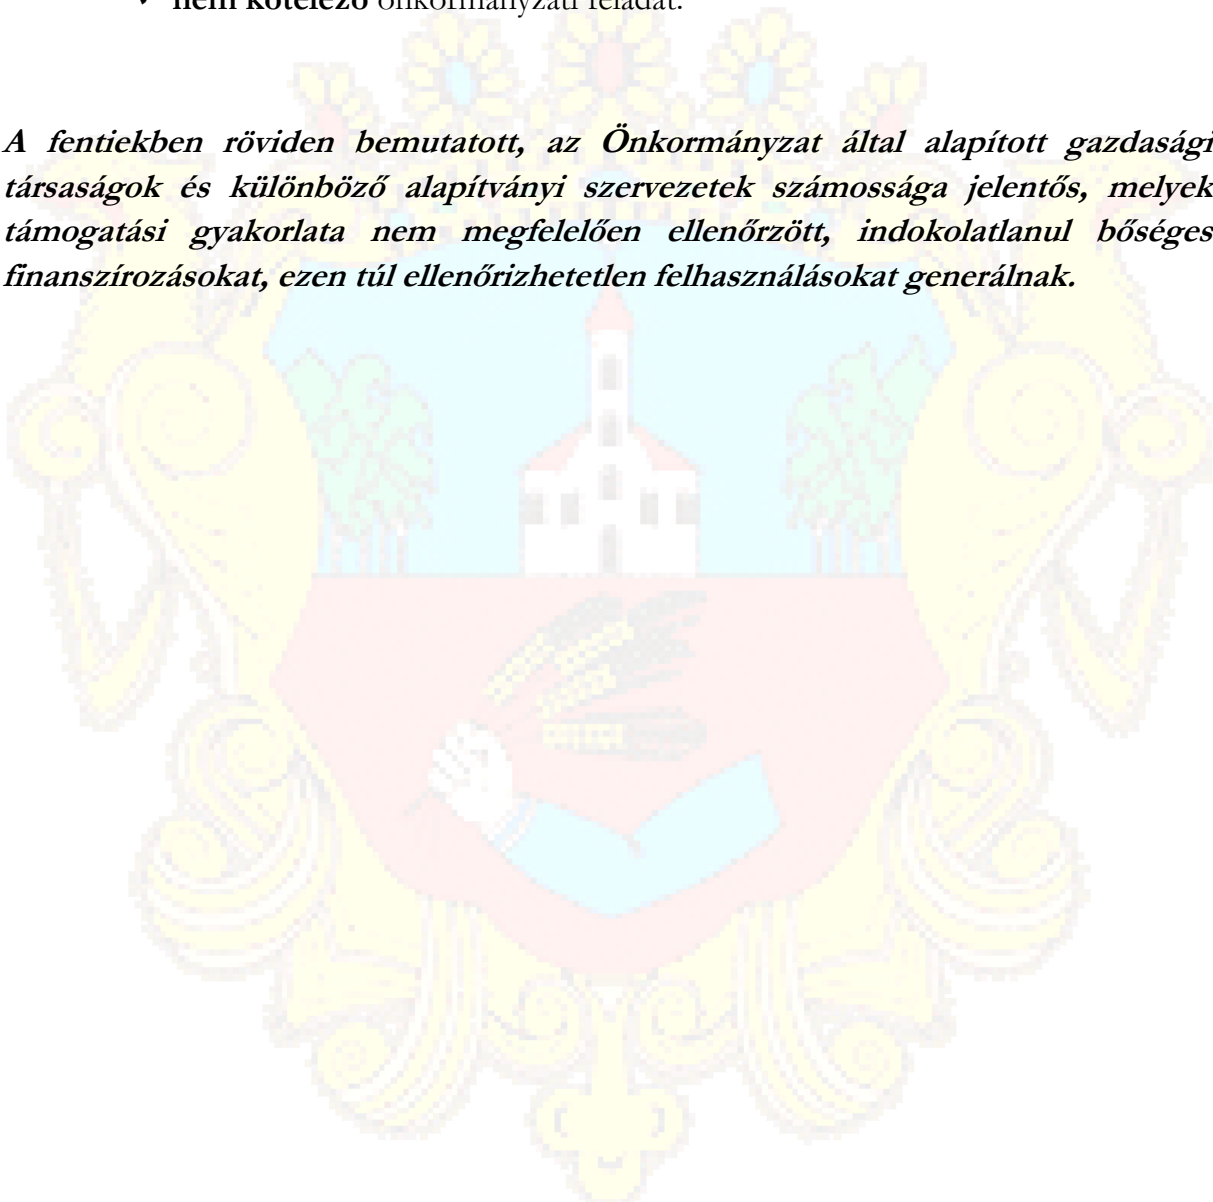 ✓ nem kötelező önkormányzati feladat.
A fentiekben röviden bemutatott, az Önkormányzat által alapított gazdasági
társaságok és különböző alapítványi szervezetek számossága jelentős, melyek
támogatási gyakorlata nem megfelelően ellenőrzött, indokolatlanul bőséges
finanszírozásokat, ezen túl ellenőrizhetetlen felhasználásokat generálnak.